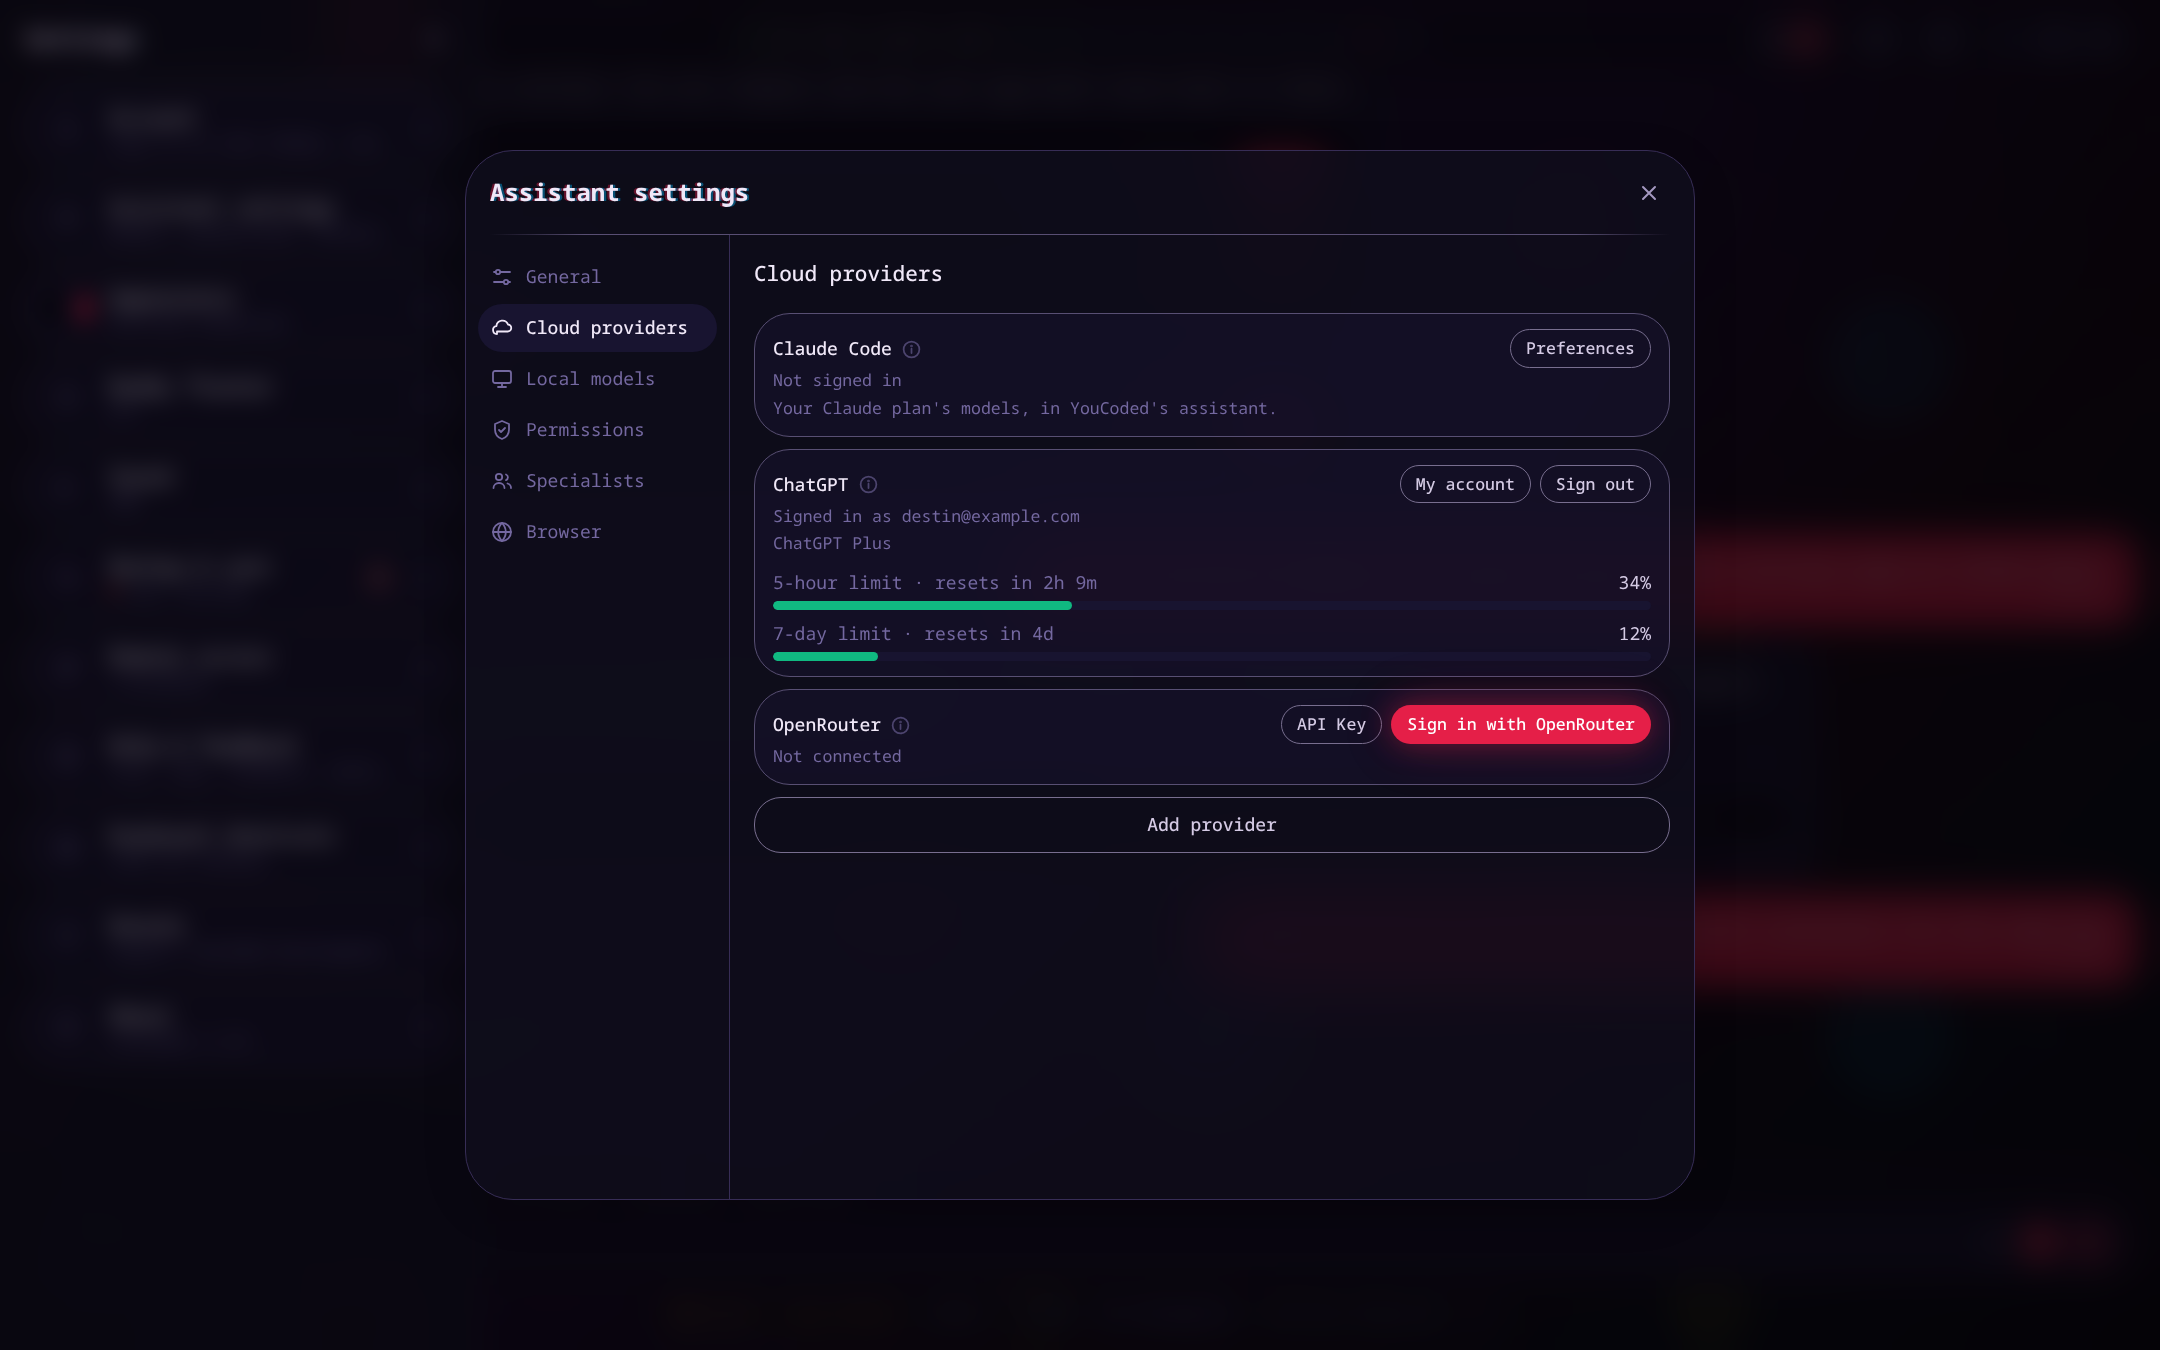 Assistant settings
General
Cloud providers
Local models
Permissions
Specialists
Browser
Cloud providers
Claude Code
Preferences
Not signed in
Your Claude plan's models, in YouCoded's assistant.
ChatGPT
My account
Sign out
Signed in as destin@example.com
ChatGPT Plus
5-hour limit · resets in 2h 9m
34%
7-day limit · resets in 4d
12%
OpenRouter
API Key
Sign in with OpenRouter
Not connected
Add provider